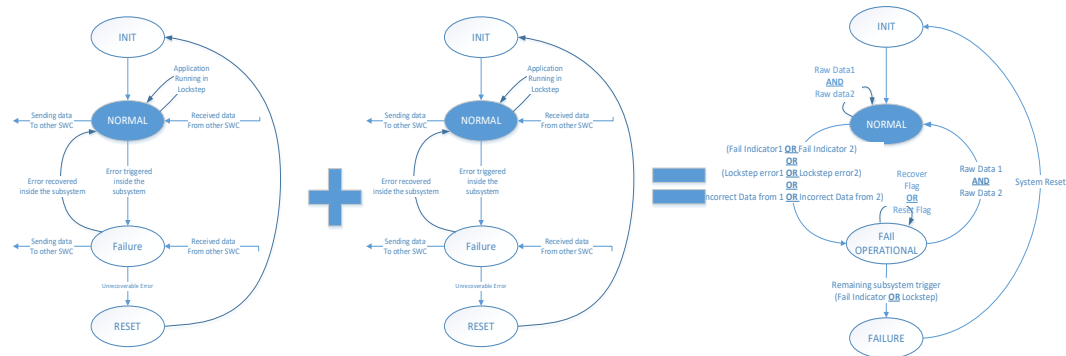 INIT
Application
Running in
Lockstep
Sending data
To other SWC
NORMAL
Received data
From other SWC
Error recovered
inside the subsystem
Error triggered
inside the
subsystem
Sending data
To other SWC
Failure
Received data
From other SWC
Unrecoverable Error
RESET
INIT
Application
Running in
Lockstep
Sending data
To other SWC
NORMAL
Received data
From other SWC
Error recovered
inside the subsystem
Error triggered
inside the
subsystem
Sending data
To other SWC
Failure
Received data
From other SWC
Unrecoverable Error
RESET
INIT
Raw Data1
AND
Raw data2
NORMAL
(Fail Indicator1 OR Fail Indicator 2)
OR
(Lockstep error1 OR Lockstep error2)
OR
ncorrect Data from 1 OR Incorrect Data from 2)
Recover
Flag
OR
Reset Flag
Raw Data 1
AND
Raw Data 2
System Reset
FAIl
OPERATIONAL
Remaining subsystem trigger
(Fail Indicator OR Lockstep)
FAILURE